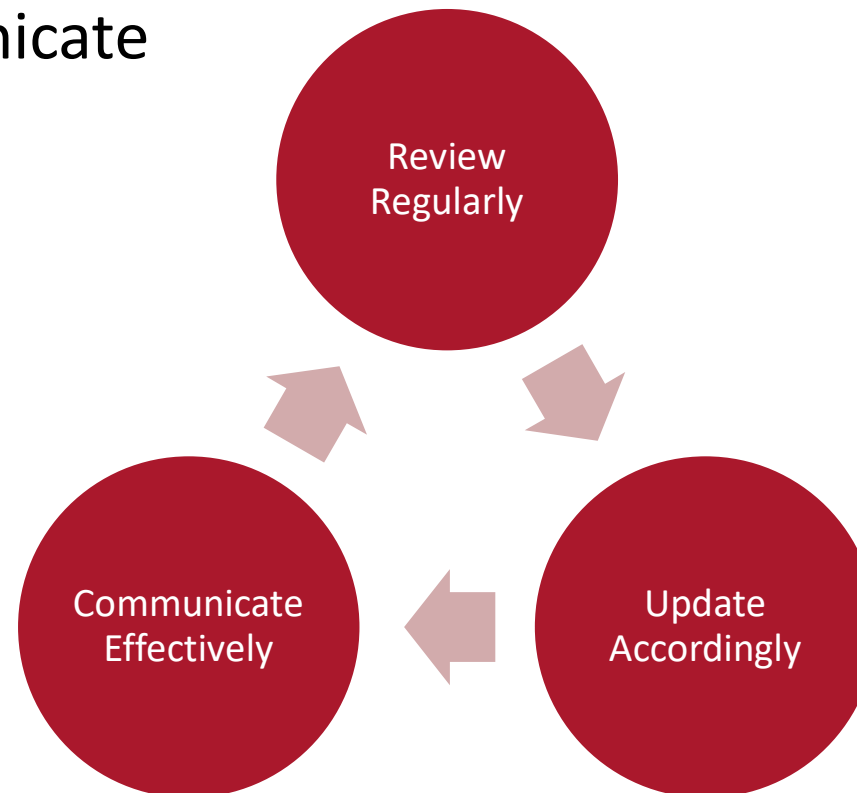 nicate
Review
Regularly
Update
Accordingly
Communicate
Effectively